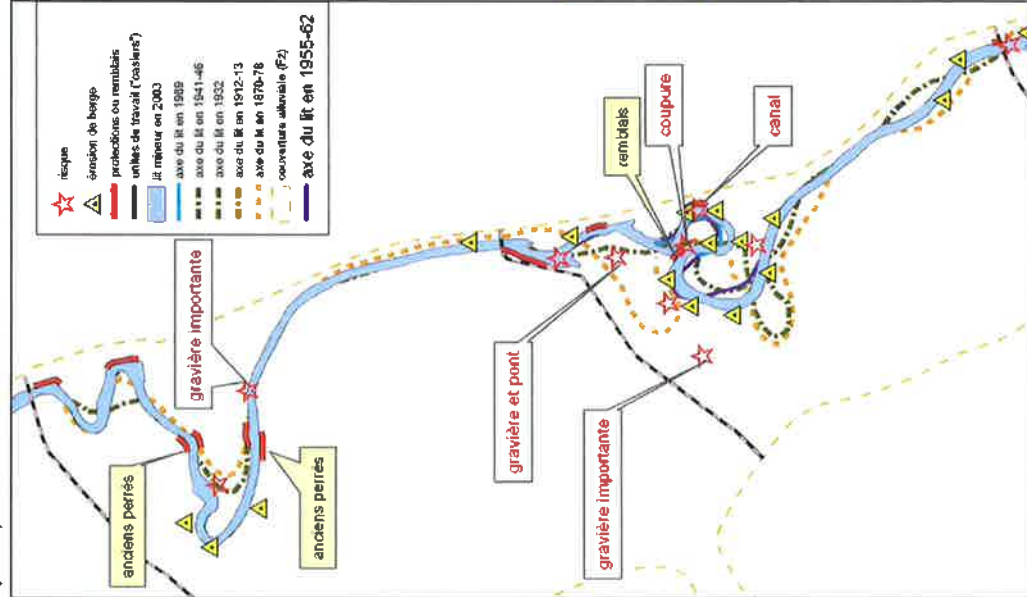 risque
érosion de berge
protections ou remblais
unités de travail ("casiers")
lit mineur en 2003
axe du lit en 1989
axe du lit en 1941-46
axe du lit en 1932
axe du lit en 1912-13
axe du lit en 1870-78
couverture alluviale (Fz)
axe du lit en 1955-62
gravière importante
anciens perrés
anciens perrés
gravière et pont
gravière importante
remblais
coupure
canal